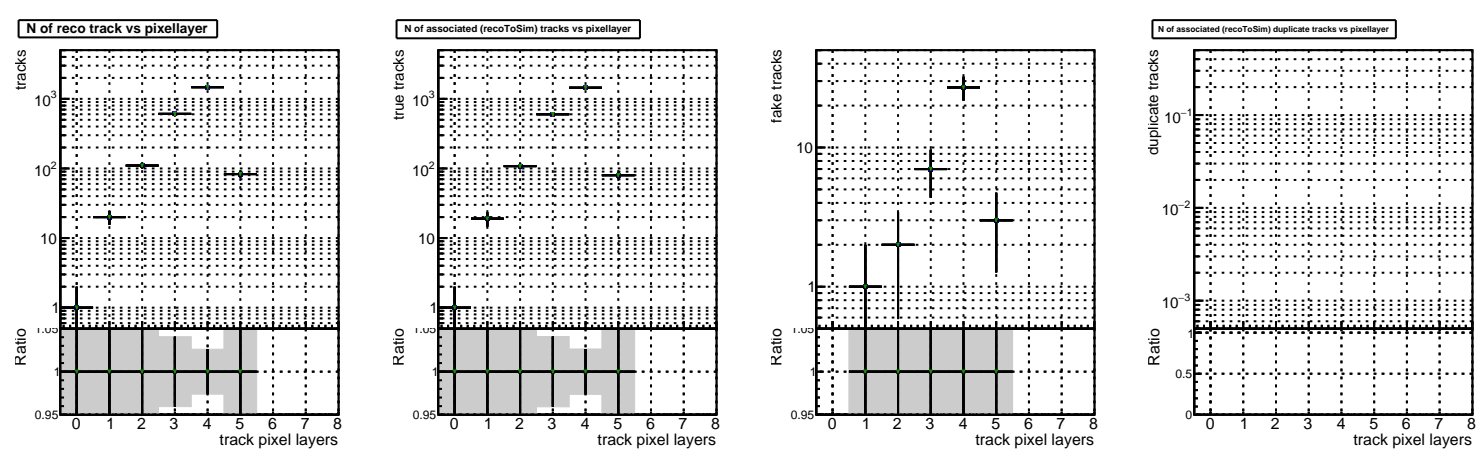 N of reco track vs pixellayer
tracks
10³
10²
10
1
Ratio
1.05
1
0.95
0 1 2 3 4 5 6 7 8
track pixel layers
N of associated (recoToSim) tracks vs pixellayer
true tracks
10³
10²
10
1
Ratio
1.05
1
0.95
0 1 2 3 4 5 6 7 8
track pixel layers
fake tracks
10
1
Ratio
1.05
1
0.95
0 1 2 3 4 5 6 7 8
track pixel layers
N of associated (recoToSim) duplicate tracks vs pixellayer
duplicate tracks
10⁻¹
10⁻²
10⁻³
Ratio
1
0.5
0
0 1 2 3 4 5 6 7 8
track pixel layers